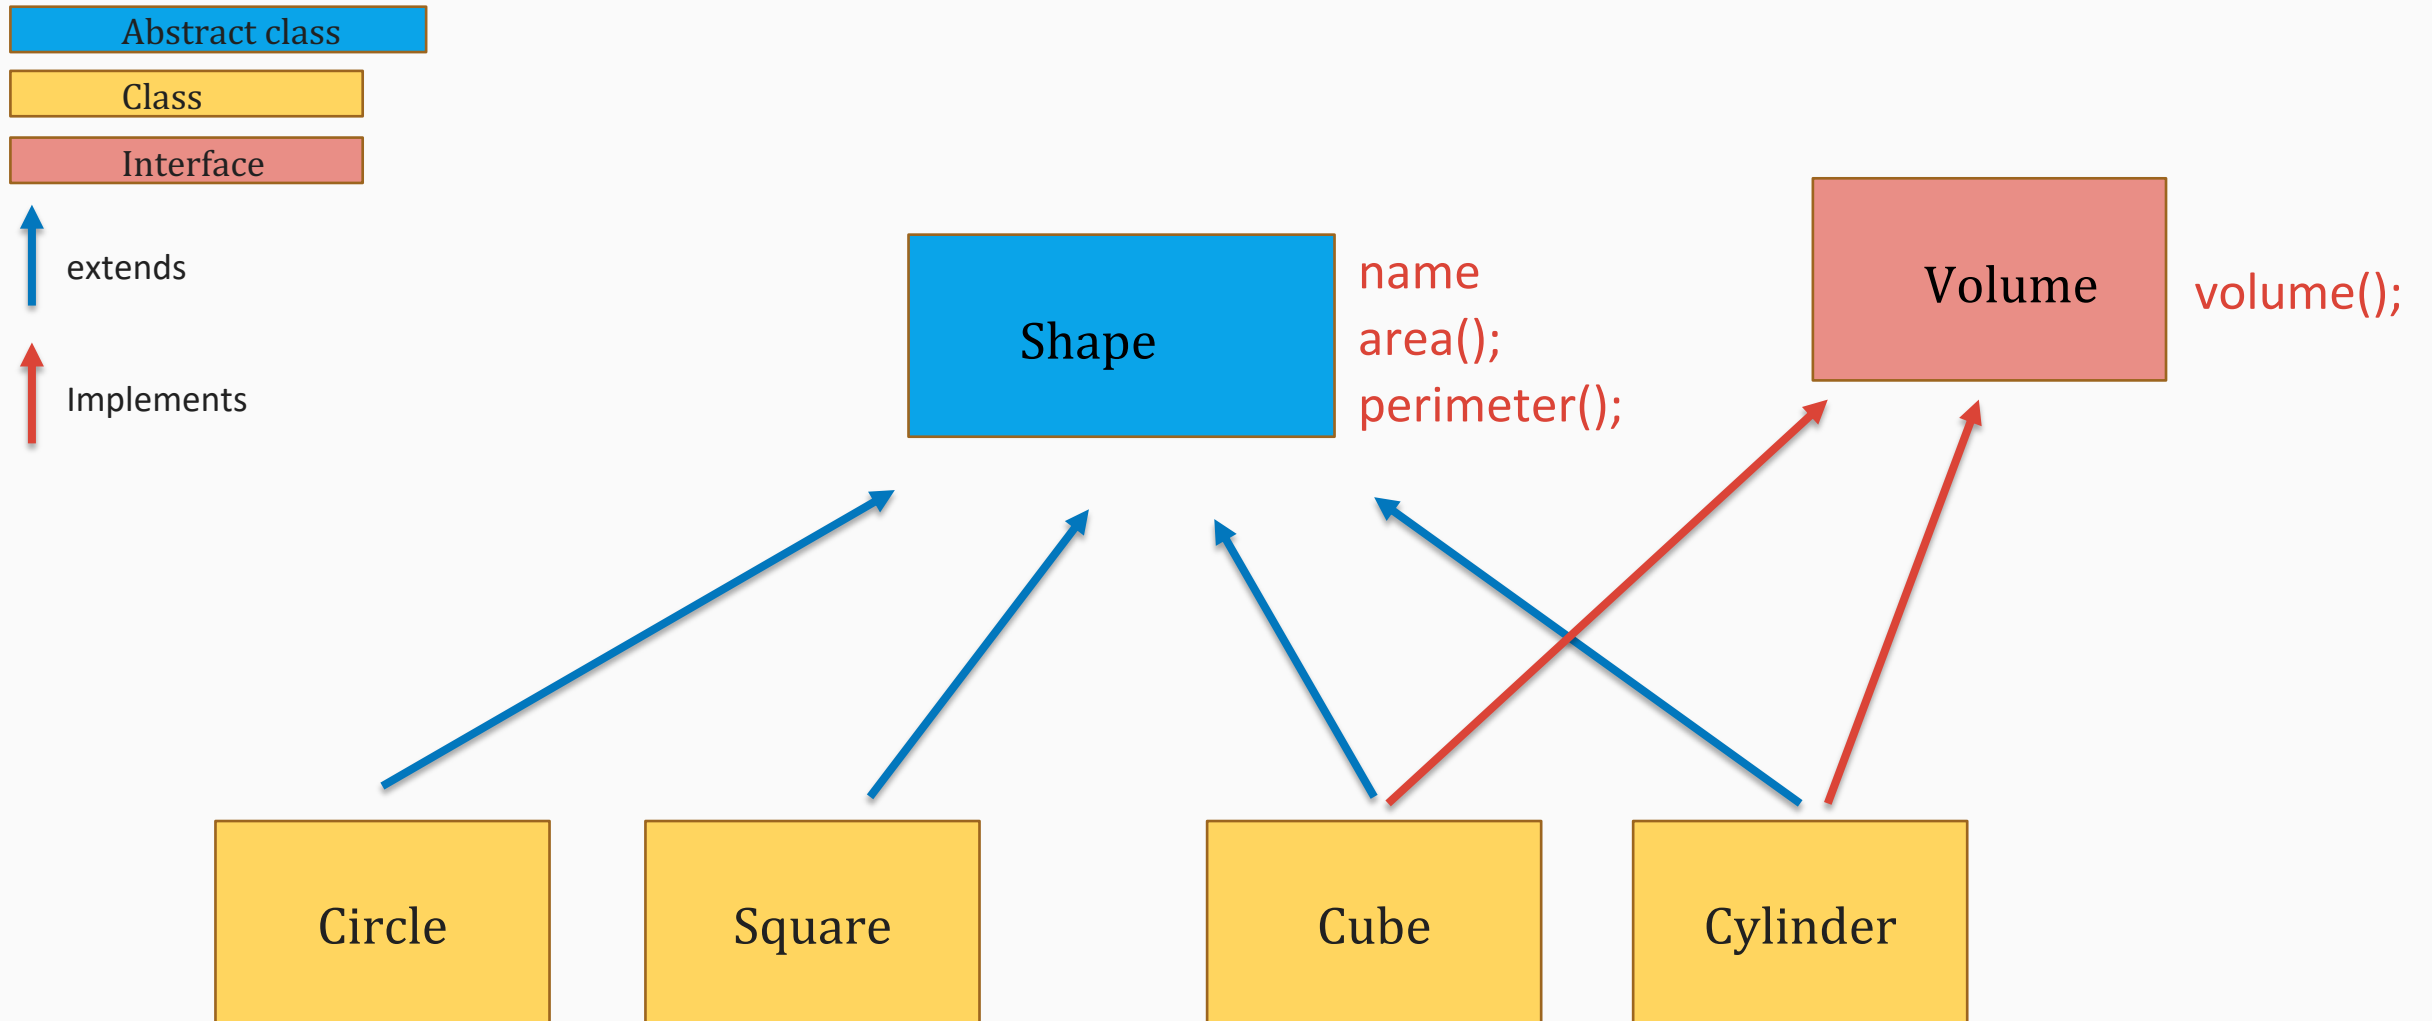 Abstract class
Class
Interface
extends
Implements
Shape
name
area();
perimeter();
Volume
volume();
Circle
Square
Cube
Cylinder